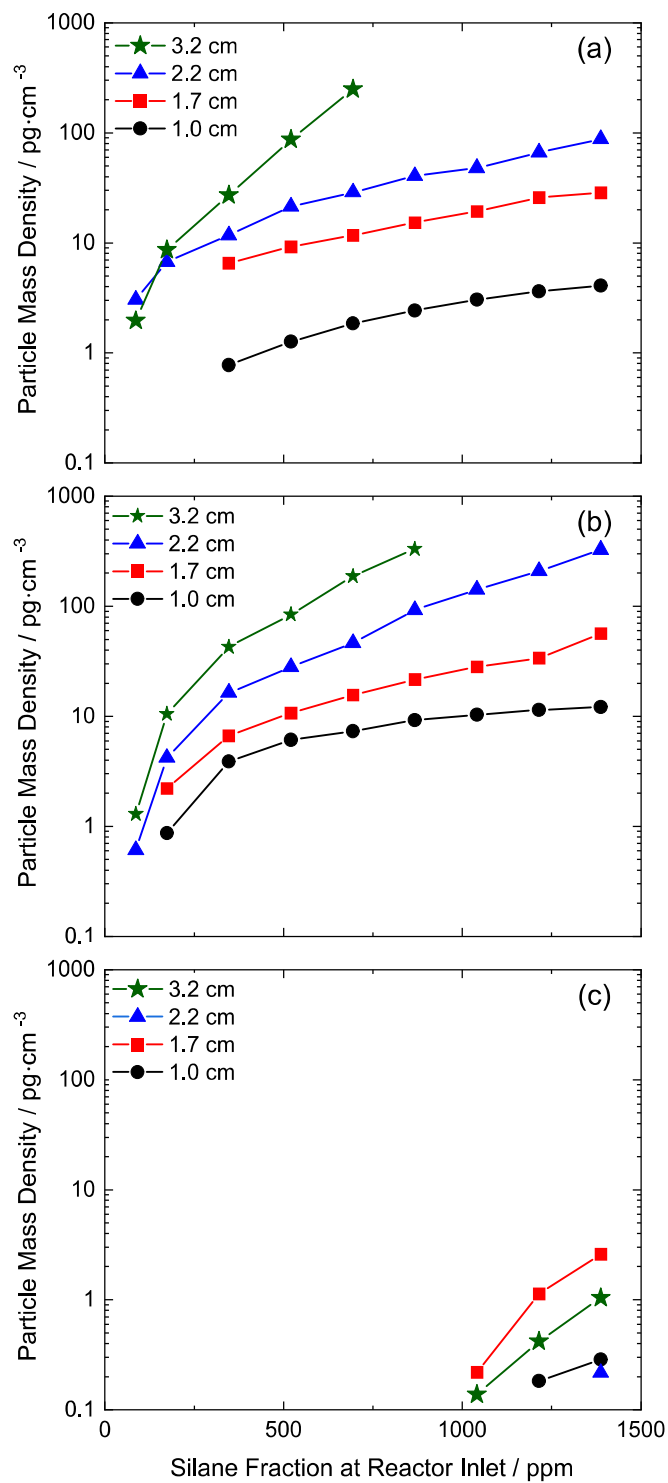 1000
100
10
1
0.1
Particle Mass Density / pg·cm⁻³
3.2 cm
2.2 cm
1.7 cm
1.0 cm
(a)
1000
100
10
1
0.1
Particle Mass Density / pg·cm⁻³
3.2 cm
2.2 cm
1.7 cm
1.0 cm
(b)
1000
100
10
1
0.1
Particle Mass Density / pg·cm⁻³
3.2 cm
2.2 cm
1.7 cm
1.0 cm
(c)
0 500 1000 1500
Silane Fraction at Reactor Inlet / ppm